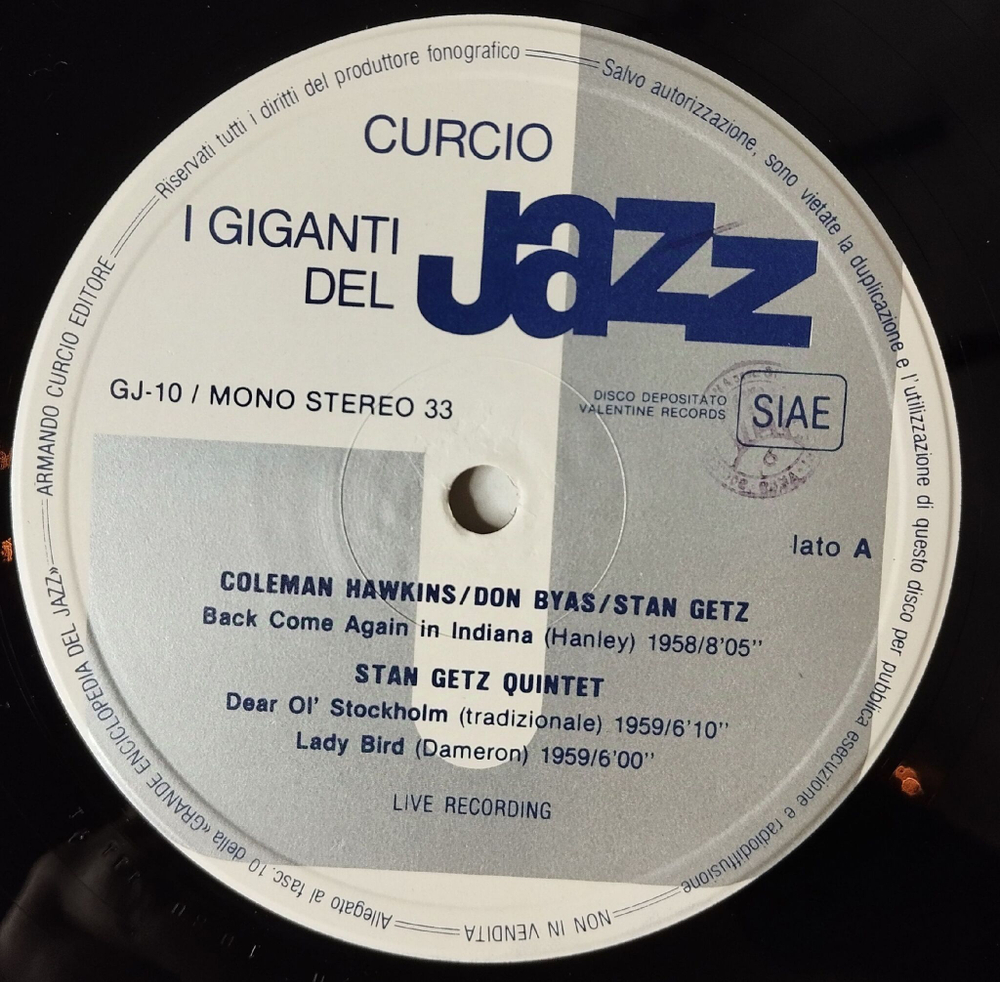 CURCIO
I GIGANTI
DEL
Jazz
GJ-10 / MONO STEREO 33
DISCO DEPOSITATO
VALENTINE RECORDS
SIAE
lato A
COLEMAN HAWKINS/DON BYAS/STAN GETZ
Back Come Again in Indiana (Hanley) 1958/8'05''
STAN GETZ QUINTET
Dear Ol' Stockholm (tradizionale) 1959/6'10''
Lady Bird (Dameron) 1959/6'00''
LIVE RECORDING
Riservati tutti i diritti del produttore fonografico
Salvo autorizzazione, sono vietate la duplicazione e l'utilizzazione di questo disco per pubblica esecuzione e radiodiffusione
NON IN VENDITA
Allegato al fasc. 10 della «GRANDE ENCICLOPEDIA DEL JAZZ»
ARMANDO CURCIO EDITORE